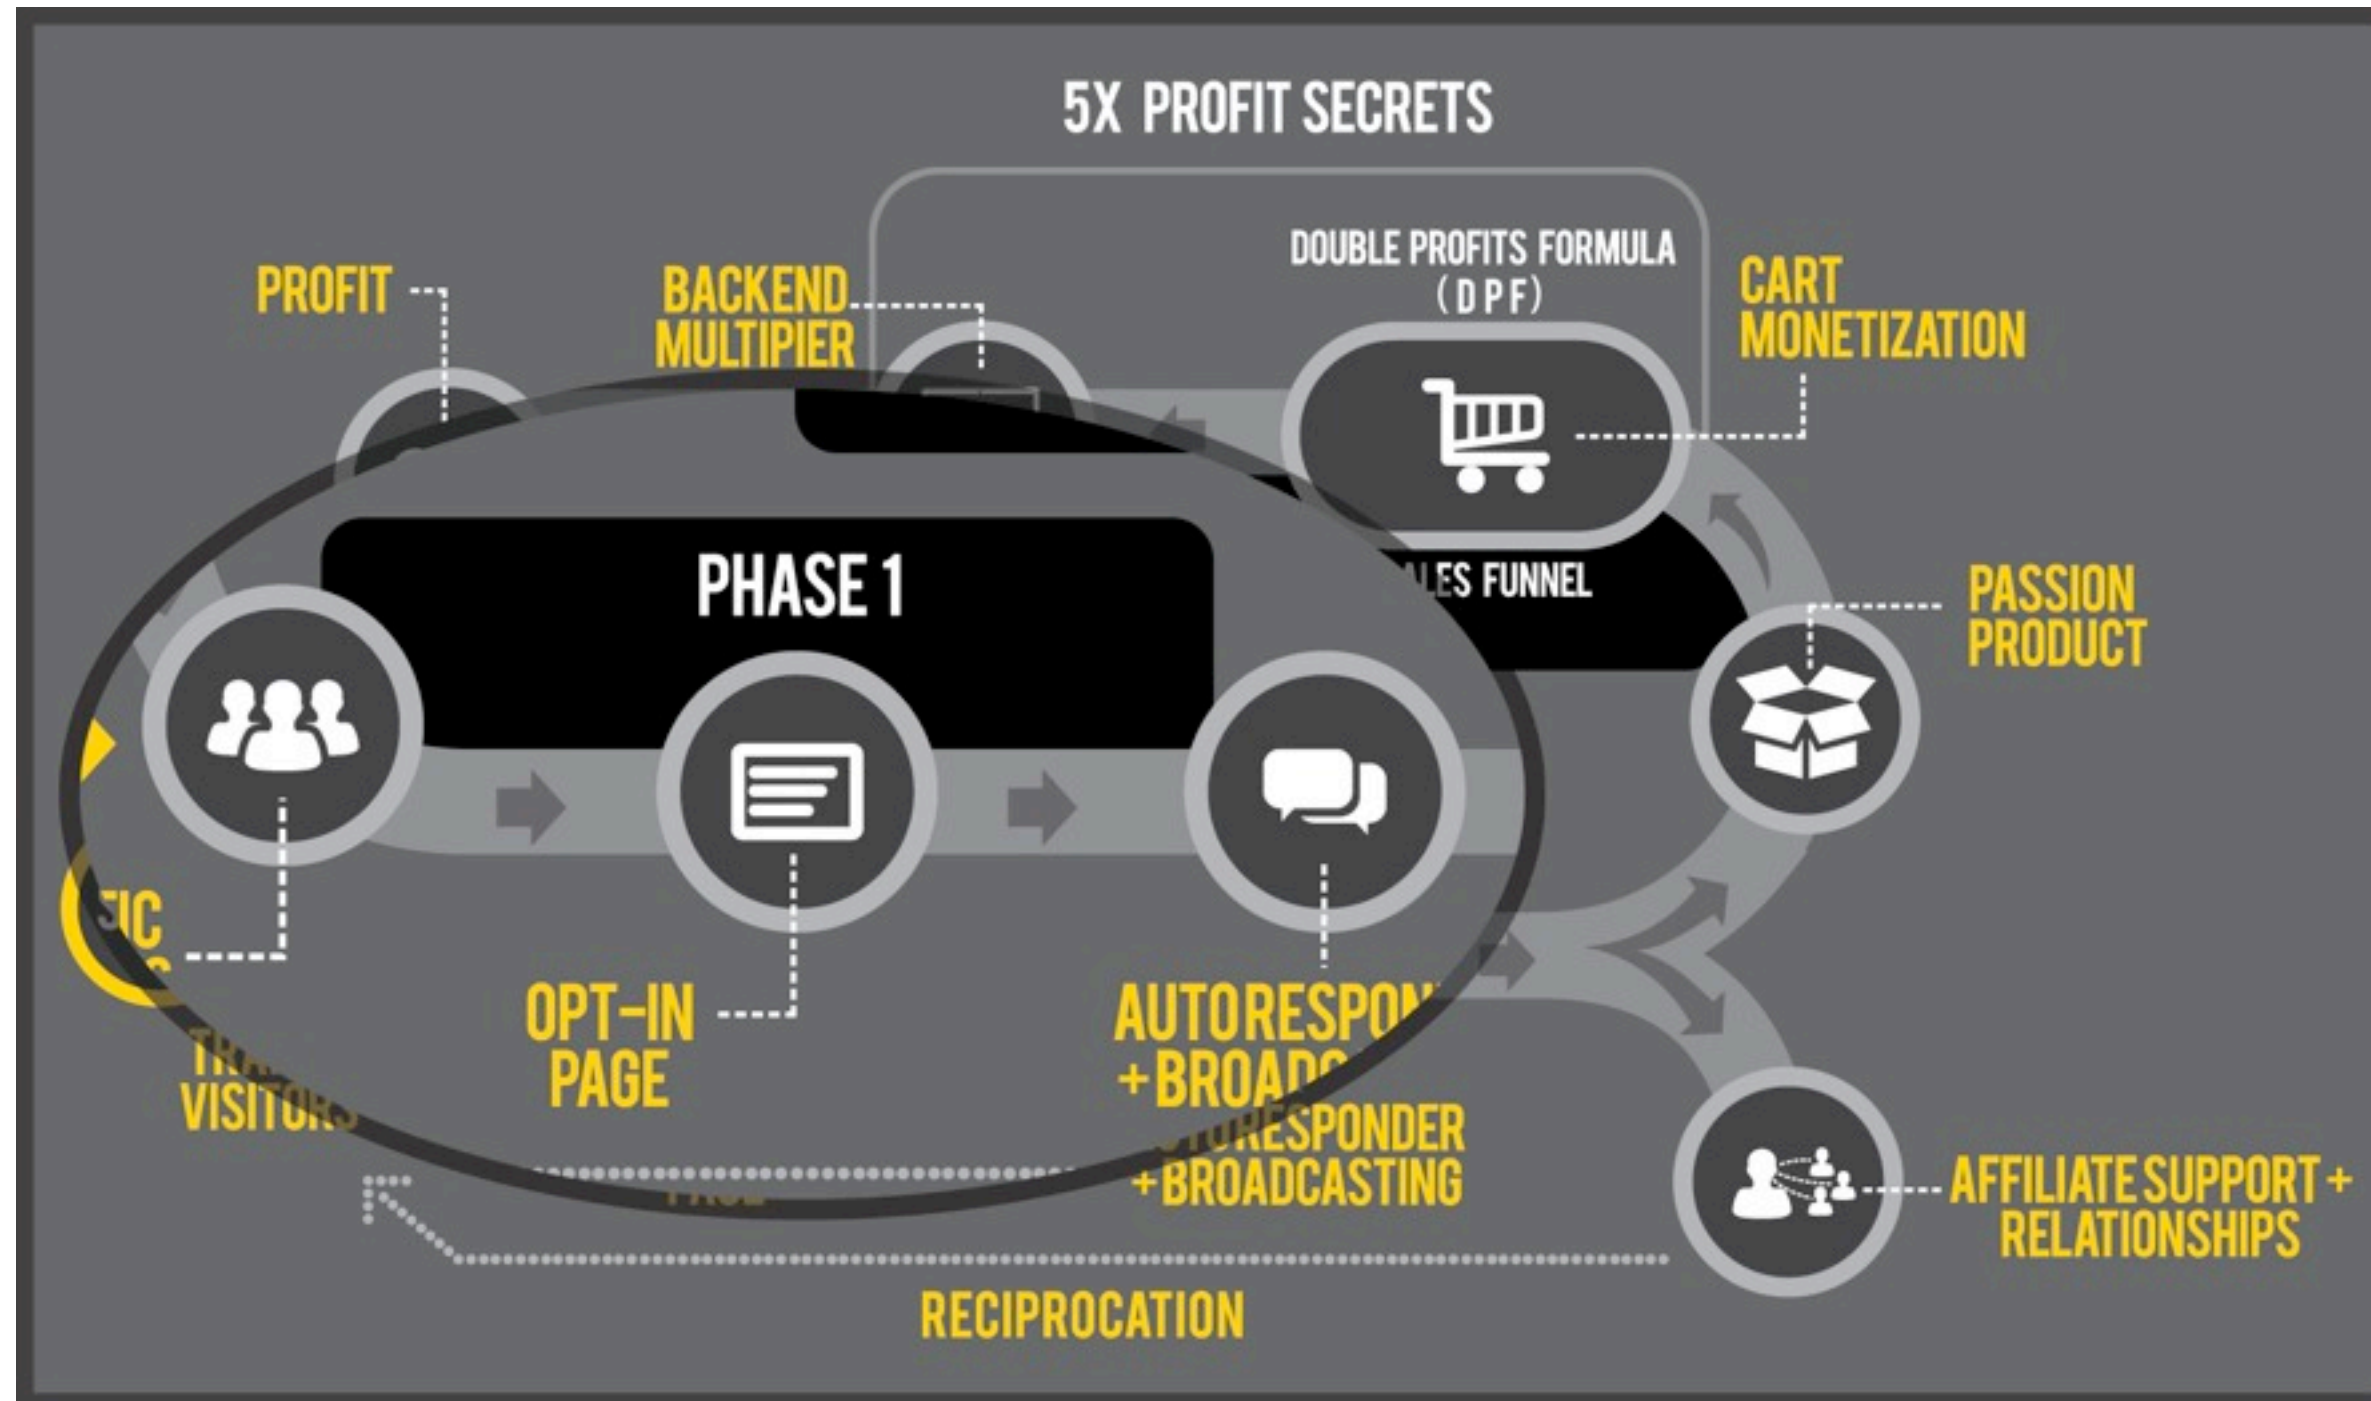 5X PROFIT SECRETS
DOUBLE PROFITS FORMULA
(DPF)
CART
MONETIZATION
PROFIT
BACKEND
MULTIPIER
PHASE 1
FUNNEL
PASSION
PRODUCT
VISITORS
OPT-IN
PAGE
+BROADCASTING
AFFILIATE SUPPORT +
RELATIONSHIPS
RECIPROCATION